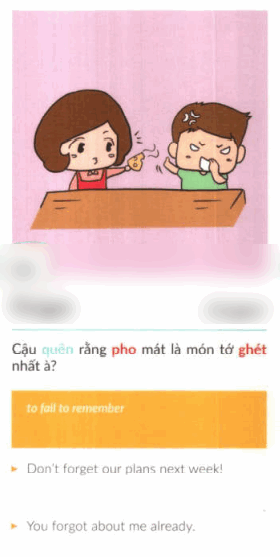 Cậu quên rằng pho mát là món tớ ghét
nhất à?
to fail to remember
Don't forget our plans next week!
You forgot about me already.